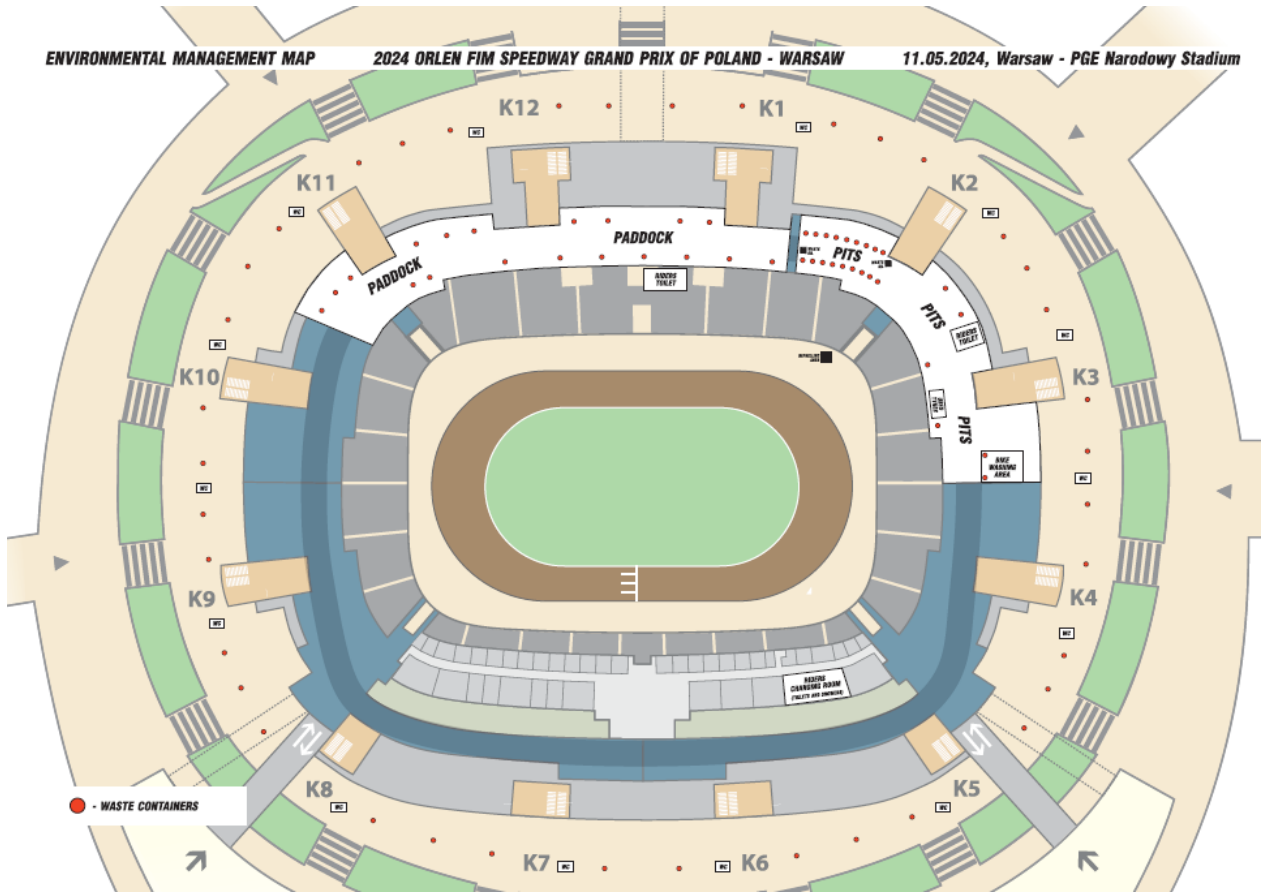 ENVIRONMENTAL MANAGEMENT MAP 2024 ORLEN FIM SPEEDWAY GRAND PRIX OF POLAND - WARSAW 11.05.2024, Warsaw - PGE Narodowy Stadium
K12
K1
WC
WC
K11
K2
WC
WC
PADDOCK
PITS
PADDOCK
RIDERS
TOILET
PITS
RIDERS
TOILET
WC
WC
K10
K3
PITS
BIKE
WASHING
AREA
WC
WC
K9
K4
WC
WC
RIDERS
CHANGING ROOM
(TOILETS AND SHOWERS)
K8
K5
WC
WC
- WASTE CONTAINERS
K7
WC
WC
K6